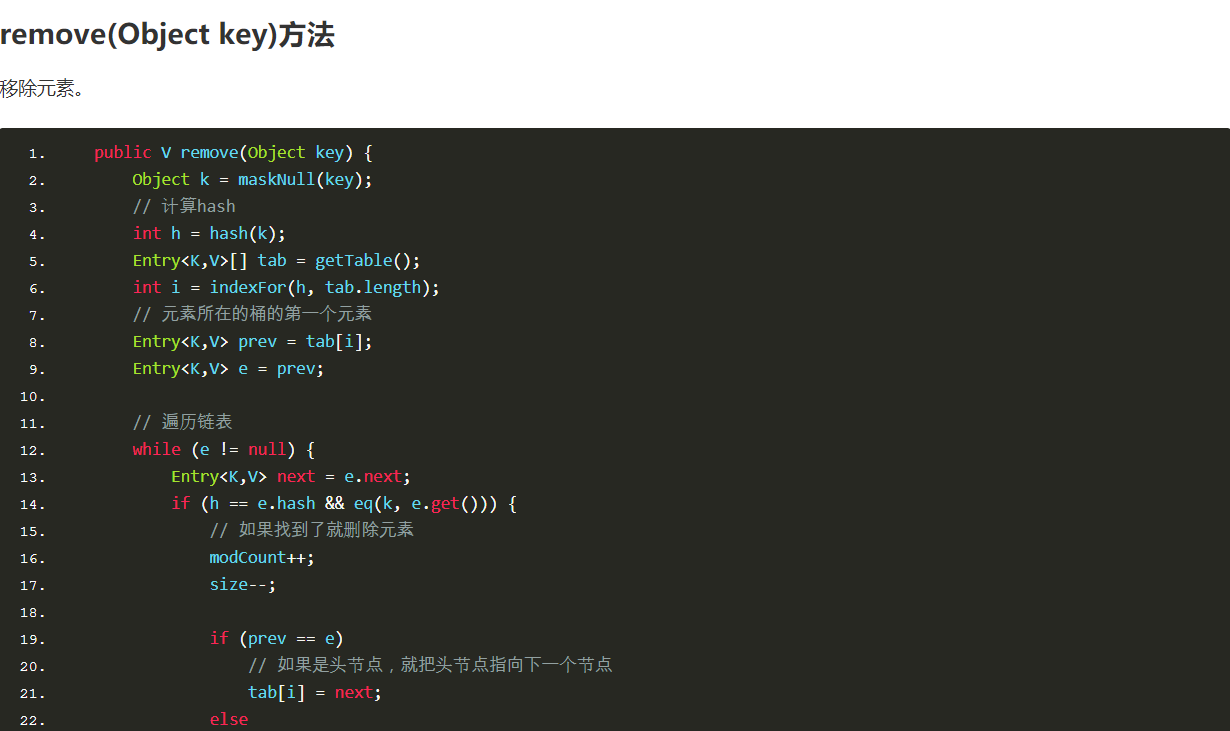 remove(Object key)方法
移除元素。
1. public V remove(Object key) {
2. Object k = maskNull(key);
3. // 计算hash
4. int h = hash(k);
5. Entry<K,V>[] tab = getTable();
6. int i = indexFor(h, tab.length);
7. // 元素所在的桶的第一个元素
8. Entry<K,V> prev = tab[i];
9. Entry<K,V> e = prev;
10.
11. // 遍历链表
12. while (e != null) {
13. Entry<K,V> next = e.next;
14. if (h == e.hash && eq(k, e.get())) {
15. // 如果找到了就删除元素
16. modCount++;
17. size--;
18.
19. if (prev == e)
20. // 如果是头节点，就把头节点指向下一个节点
21. tab[i] = next;
22. else